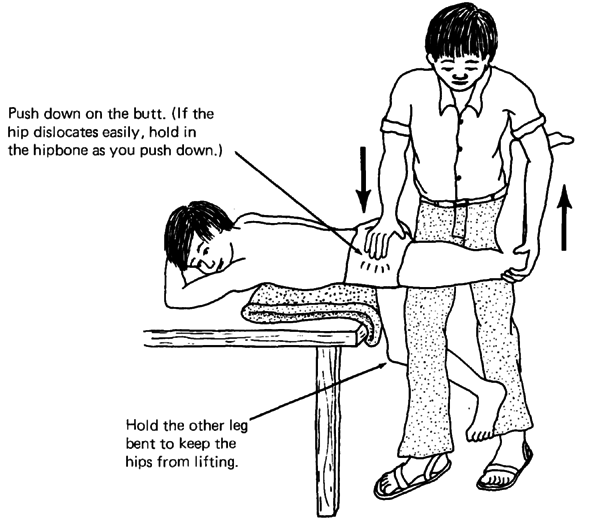 Push down on the butt. (If the
hip dislocates easily, hold in
the hipbone as you push down.)
Hold the other leg
bent to keep the
hips from lifting.